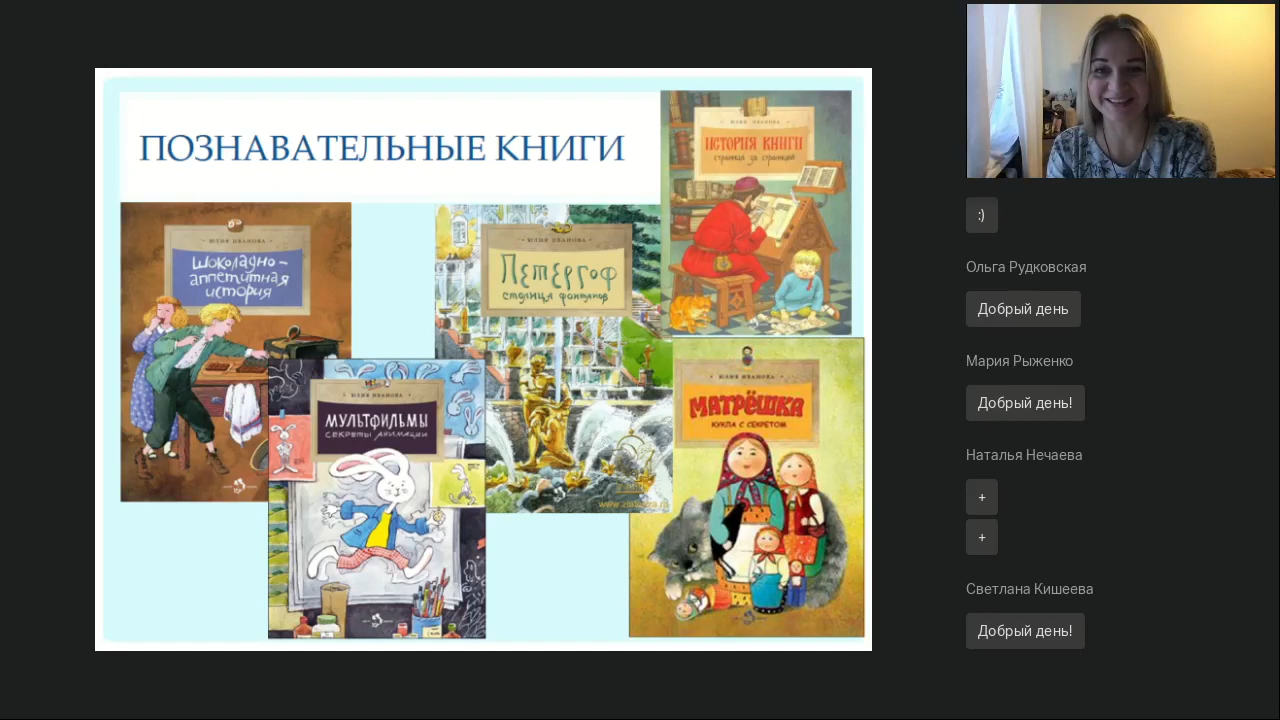 ПОЗНАВАТЕЛЬНЫЕ КНИГИ
ЮЛИЯ ИВАНОВА
ИСТОРИЯ КНИГИ
страница за страницей
ЮЛИЯ ИВАНОВА
Шоколадно-
аппетитная
история
ЮЛИЯ ИВАНОВА
Петергоф
столица фонтанов
ЮЛИЯ ИВАНОВА
МУЛЬТФИЛЬМЫ
СЕКРЕТЫ АНИМАЦИИ
ЮЛИЯ ИВАНОВА
МАТРЁШКА
КУКЛА С СЕКРЕТОМ
:)
Ольга Рудковская
Добрый день
Мария Рыженко
Добрый день!
Наталья Нечаева
+
+
Светлана Кишеева
Добрый день!